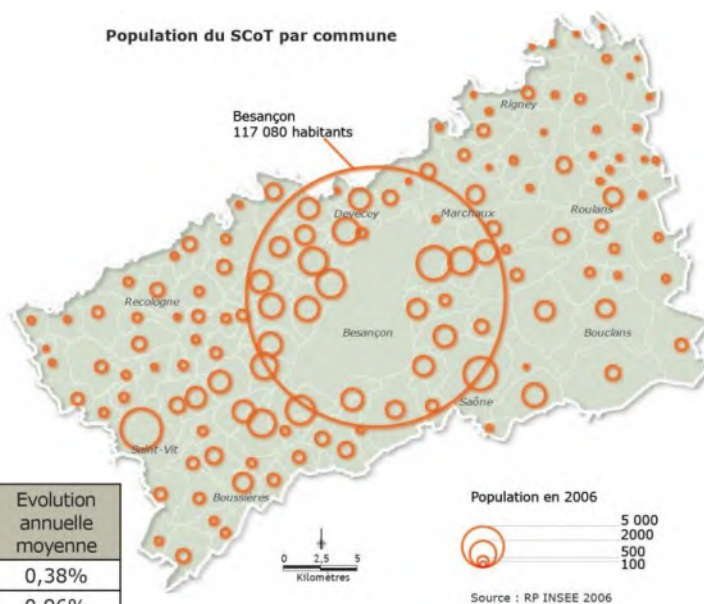 Population du SCoT par commune
Besançon
117 080 habitants
Rigney
Devecey
Marchaux
Roulans
Recologne
Besançon
Bouclans
Saône
Saint-Vit
Boussières
Evolution
annuelle
moyenne
0,38%
0,96%
0 2,5 5
Kilomètres
Population en 2006
5 000
2000
500
100
Source : RP INSEE 2006